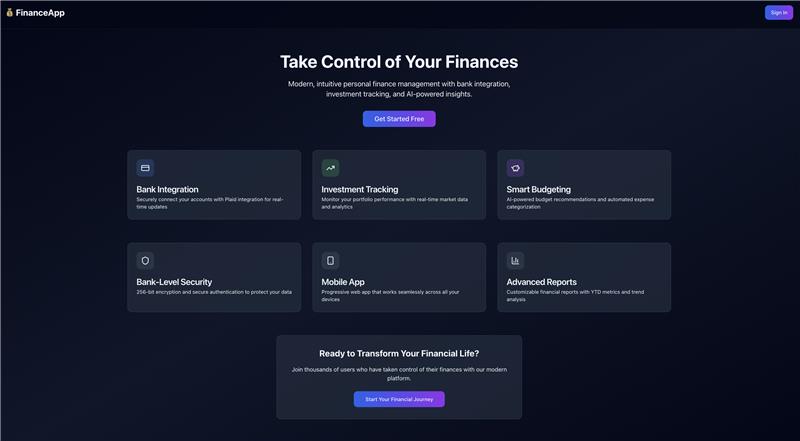 💰 FinanceApp
Sign In
Take Control of Your Finances
Modern, intuitive personal finance management with bank integration,
investment tracking, and AI-powered insights.
Get Started Free
Bank Integration
Securely connect your accounts with Plaid integration for real-
time updates
Investment Tracking
Monitor your portfolio performance with real-time market data
and analytics
Smart Budgeting
AI-powered budget recommendations and automated expense
categorization
Bank-Level Security
256-bit encryption and secure authentication to protect your data
Mobile App
Progressive web app that works seamlessly across all your
devices
Advanced Reports
Customizable financial reports with YTD metrics and trend
analysis
Ready to Transform Your Financial Life?
Join thousands of users who have taken control of their finances with our modern
platform.
Start Your Financial Journey